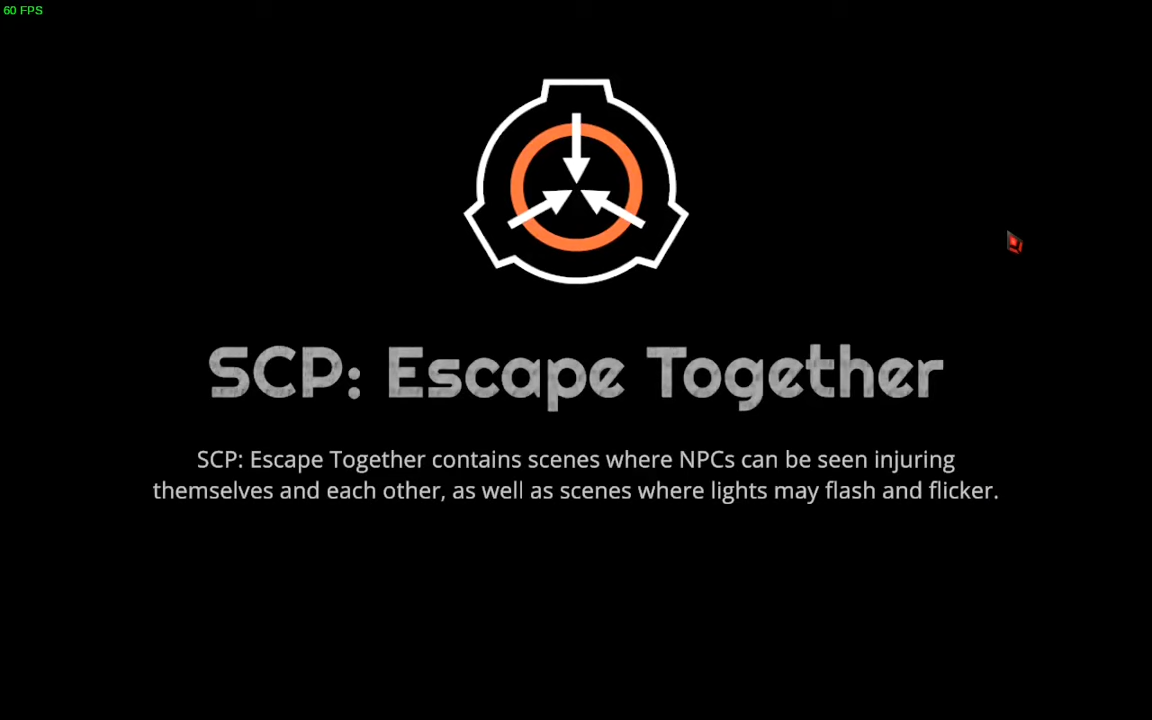 60 FPS
SCP: Escape Together
SCP: Escape Together contains scenes where NPCs can be seen injuring
themselves and each other, as well as scenes where lights may flash and flicker.